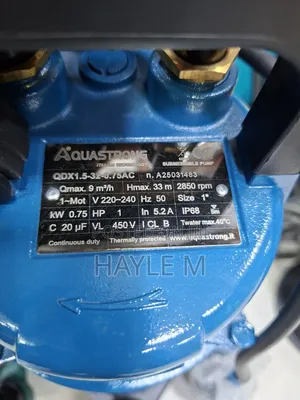 AQUASTRONG
SUBMERSIBLE PUMP
QDX1.5-32-0.75AC n. A25031483
Qmax. 9 m³/h Hmax. 33 m 2850 rpm
1~Mot V 220~240 Hz 50 Size 1"
kW 0.75 HP 1 In 5.2A IP68
C 20 µF VL 450V I CL B Twater max.40°C
Continuous duty Thermally protected www.aquastrong.it
HAYLE M